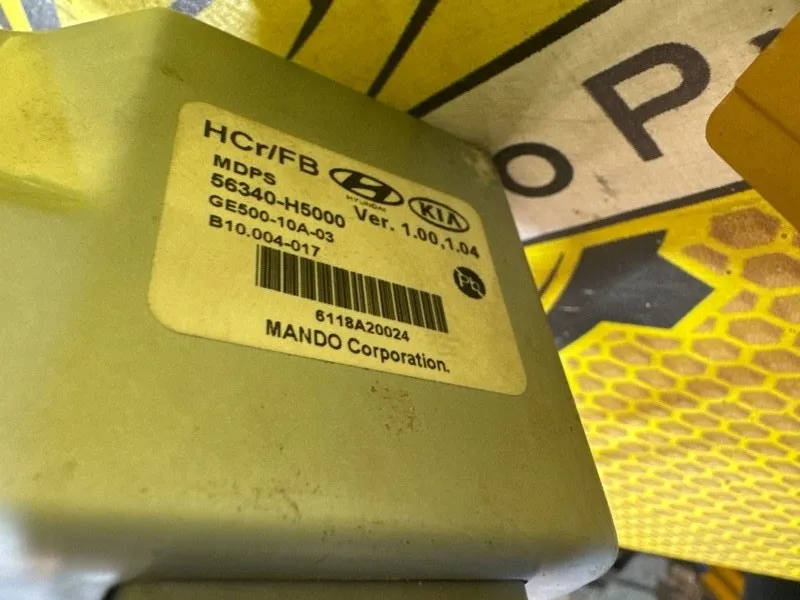 HCr/FB
HYUNDAI KIA
MDPS
56340-H5000 Ver. 1.00,1.04
GE500-10A-03
B10.004-017
Pb
6118A20024
MANDO Corporation.
o P